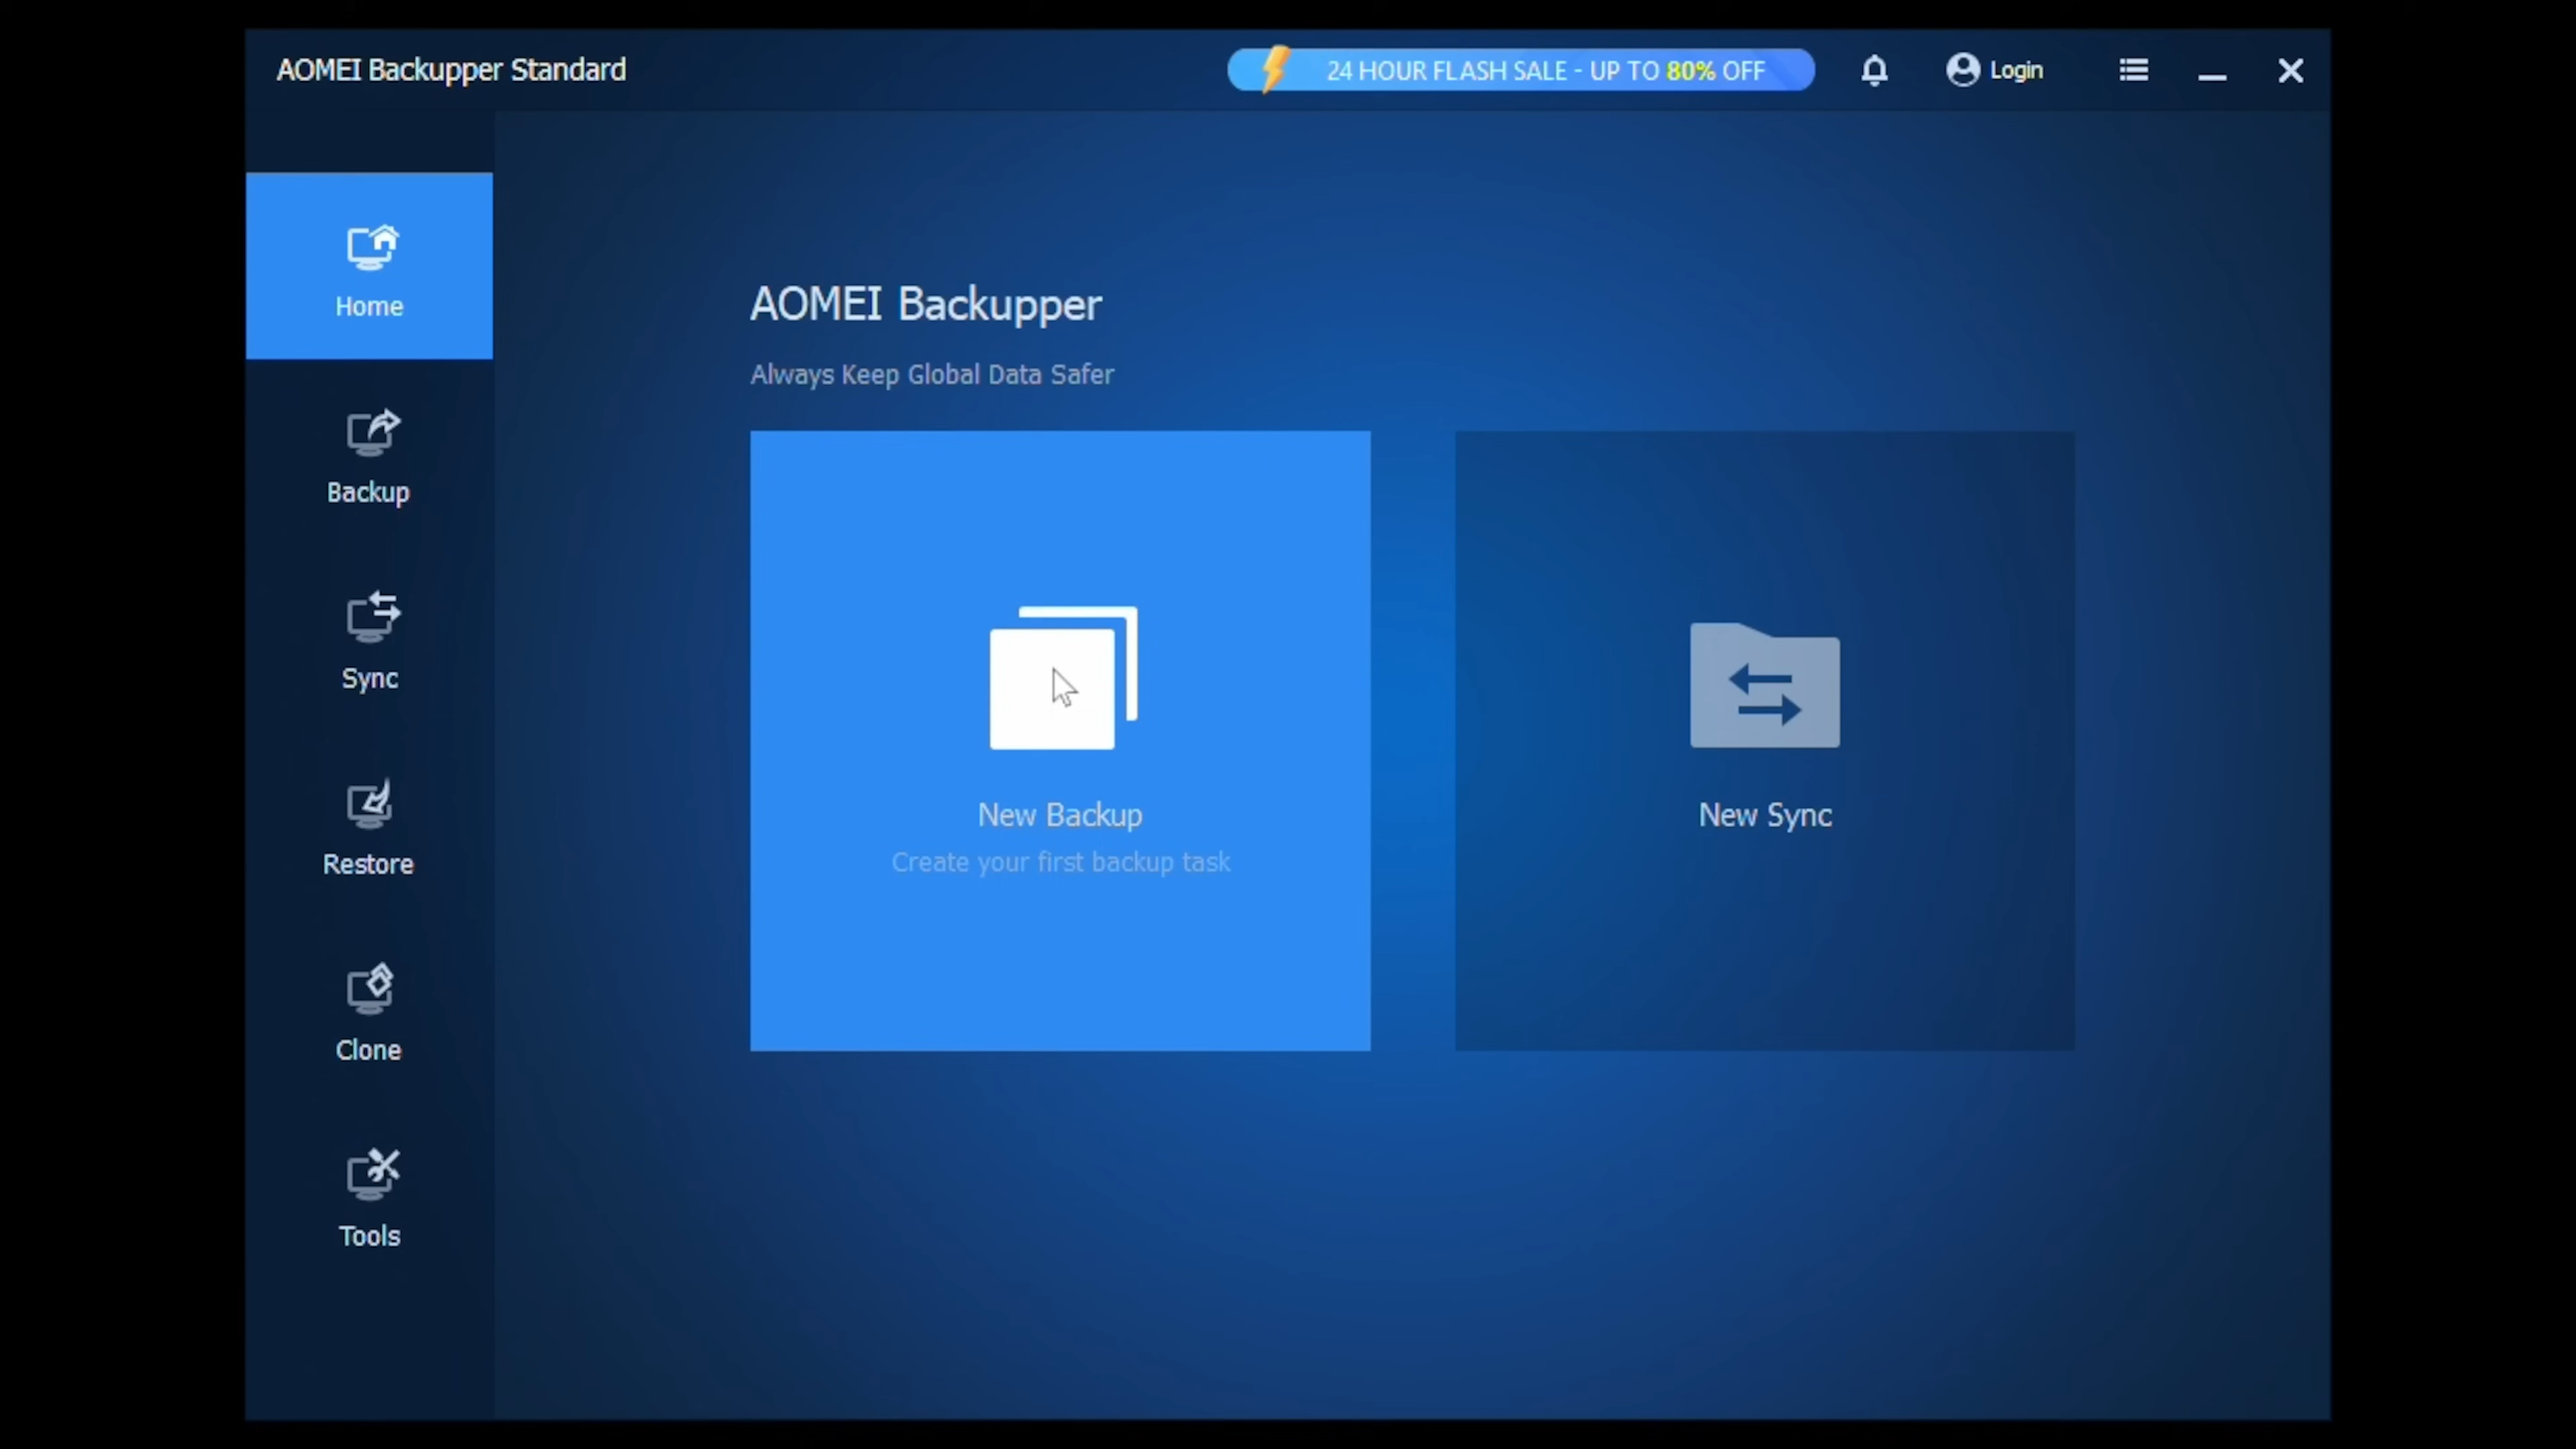 AOMEI Backupper Standard
24 HOUR FLASH SALE - UP TO 80% OFF
Login
Home
Backup
Sync
Restore
Clone
Tools
AOMEI Backupper
Always Keep Global Data Safer
New Backup
Create your first backup task
New Sync